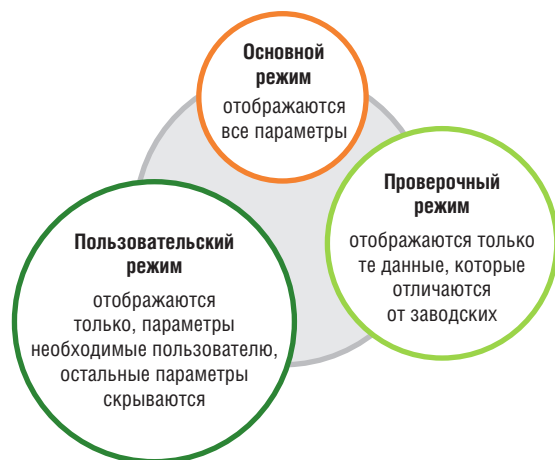 Основной
режим
отображаются
все параметры
Проверочный
режим
отображаются только
те данные, которые
отличаются
от заводских
Пользовательский
режим
отображаются
только, параметры
необходимые пользователю,
остальные параметры
скрываются